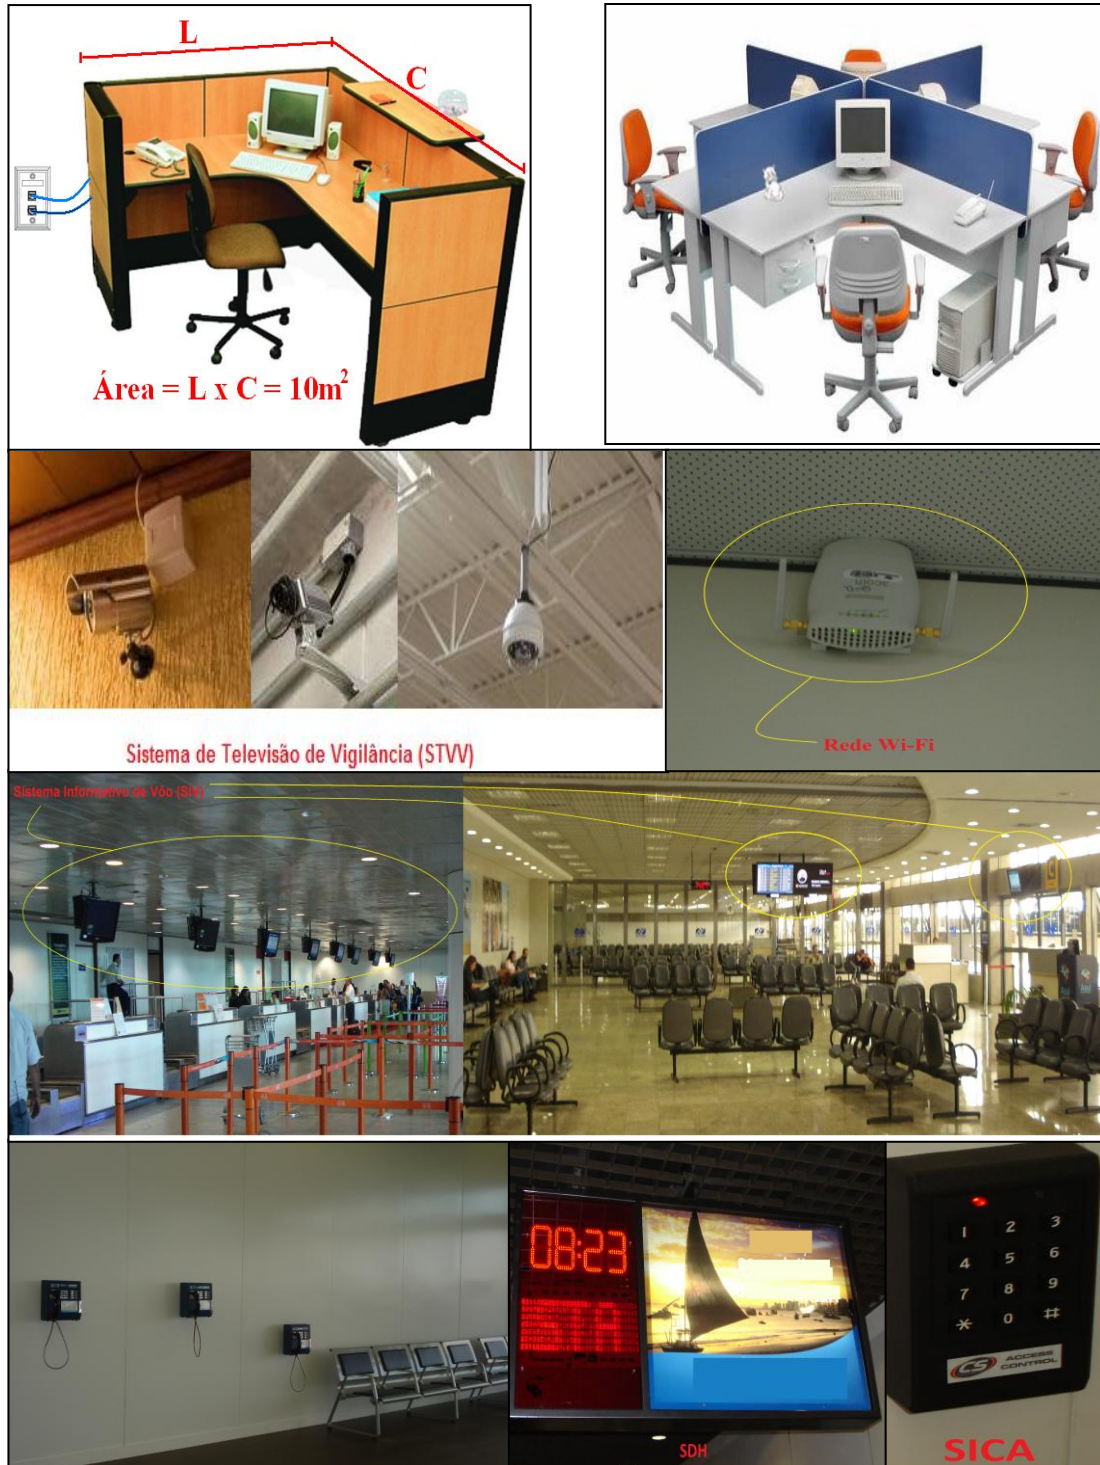 L
C
Área = L x C = 10m²
Sistema de Televisão de Vigilância (STVV)
Rede Wi-Fi
Sistema Informativo de Vôo (SIV)
08:23
STA
SDH
1 2 3
4 5 6
7 8 9
* 0 #
CS ACCESS
CONTROL
SICA